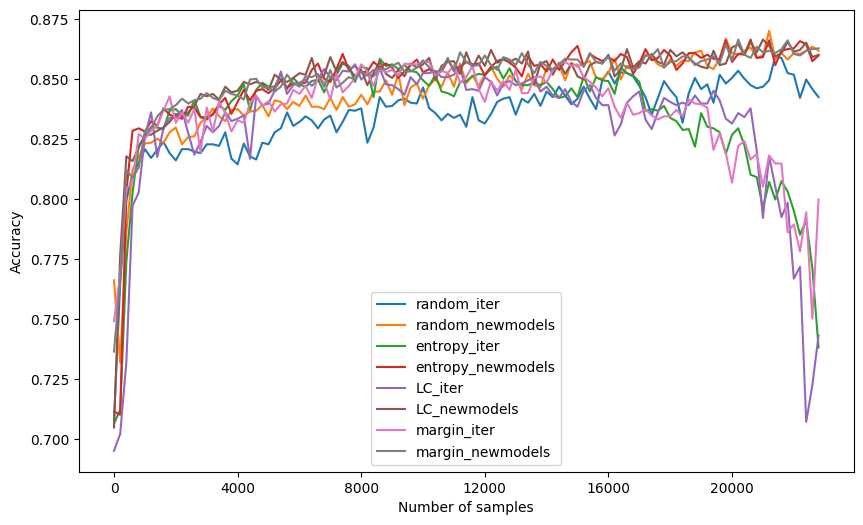 0.875
0.850
0.825
0.800
0.775
0.750
0.725
0.700
Accuracy
random_iter
random_newmodels
entropy_iter
entropy_newmodels
LC_iter
LC_newmodels
margin_iter
margin_newmodels
0 4000 8000 12000 16000 20000
Number of samples